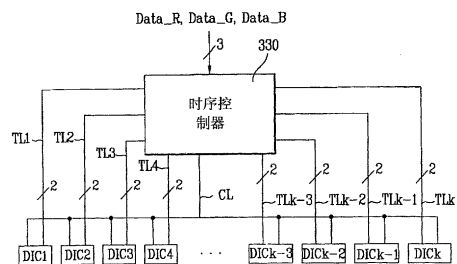 Data_R, Data_G, Data_B
3
330
时序控
制器
TL1
TL2
TL3
TL4
CL
TLk-3
TLk-2
TLk-1
TLk
2 2 2 2 2 2 2 2
DIC1 DIC2 DIC3 DIC4 ... DICk-3 DICk-2 DICk-1 DICk